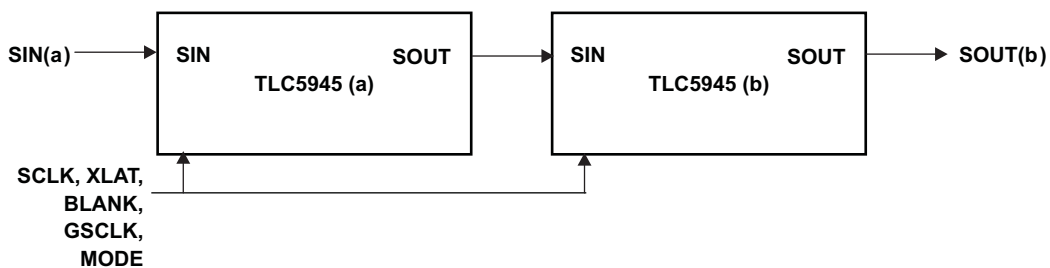 SIN(a)
SIN
SOUT
TLC5945 (a)
SIN
SOUT
TLC5945 (b)
SOUT(b)
SCLK, XLAT,
BLANK,
GSCLK,
MODE